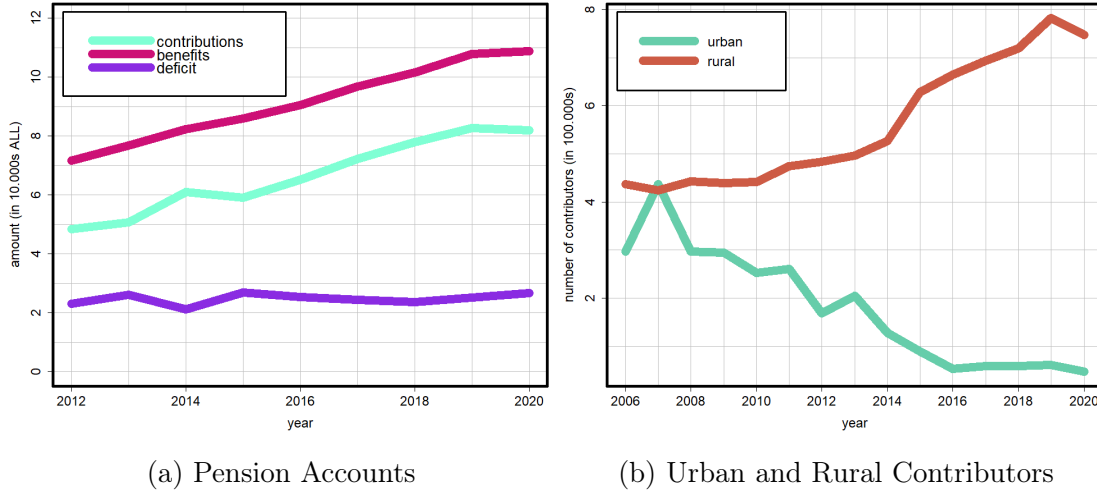 12
10
8
6
4
2
0
amount (in 10.000s ALL)
contributions
benefits
deficit
2012
2014
2016
2018
2020
year
8
6
4
2
number of contributors (in 100.000s)
urban
rural
2006
2008
2010
2012
2014
2016
2018
2020
year
(a) Pension Accounts
(b) Urban and Rural Contributors